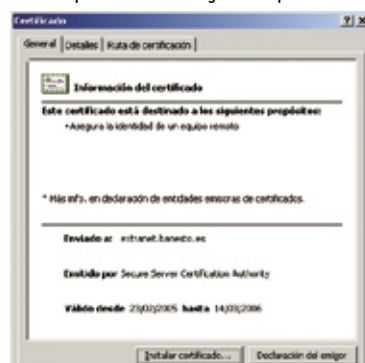 Certificado
General Detalles Ruta de certificación
Información del certificado
Este certificado está destinado a los siguientes propósitos:
•Asegura la identidad de un equipo remoto
* Más info. en declaración de entidades emisoras de certificados.
Enviado a: extranet.banesto.es
Emitido por Secure Server Certification Authority
Válido desde 23/02/2005 hasta 14/03/2006
Instalar certificado... Declaración del emisor